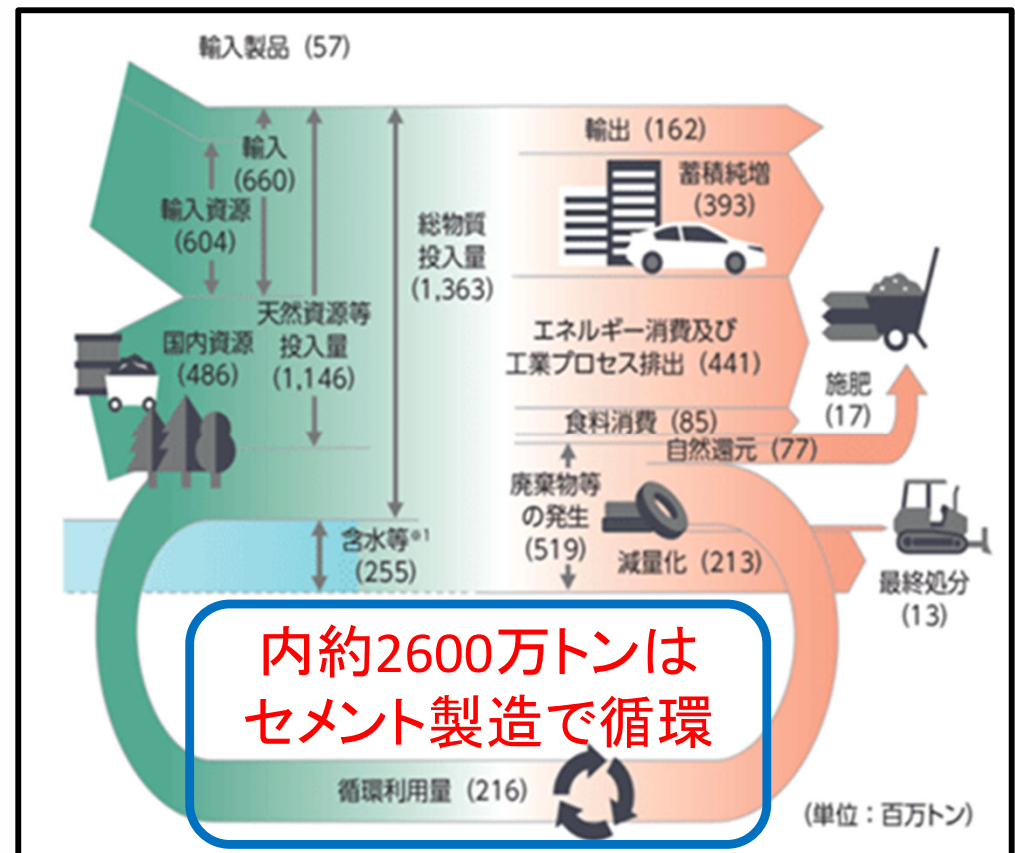 輸入製品 (57)
輸入
(660)
輸入資源
(604)
総物質
投入量
(1,363)
天然資源等
投入量
(1,146)
国内資源
(486)
含水等※1
(255)
輸出 (162)
蓄積純増
(393)
エネルギー消費及び
工業プロセス排出 (441)
食料消費 (85)
自然還元 (77)
施肥
(17)
廃棄物等
の発生
(519)
減量化 (213)
最終処分
(13)
内約2600万トンは
セメント製造で循環
循環利用量 (216)
(単位:百万トン)